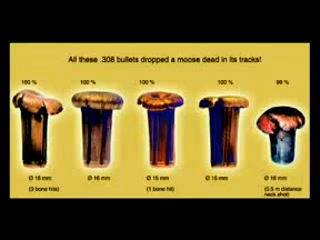 All these .308 bullets dropped a moose dead in its tracks!
100 % 100 % 100 % 100 % 99 %
Ø 16 mm Ø 16 mm Ø 15 mm Ø 15 mm Ø 16 mm
(3 bone hits) (1 bone hit) (0,5 m distance
neck shot)